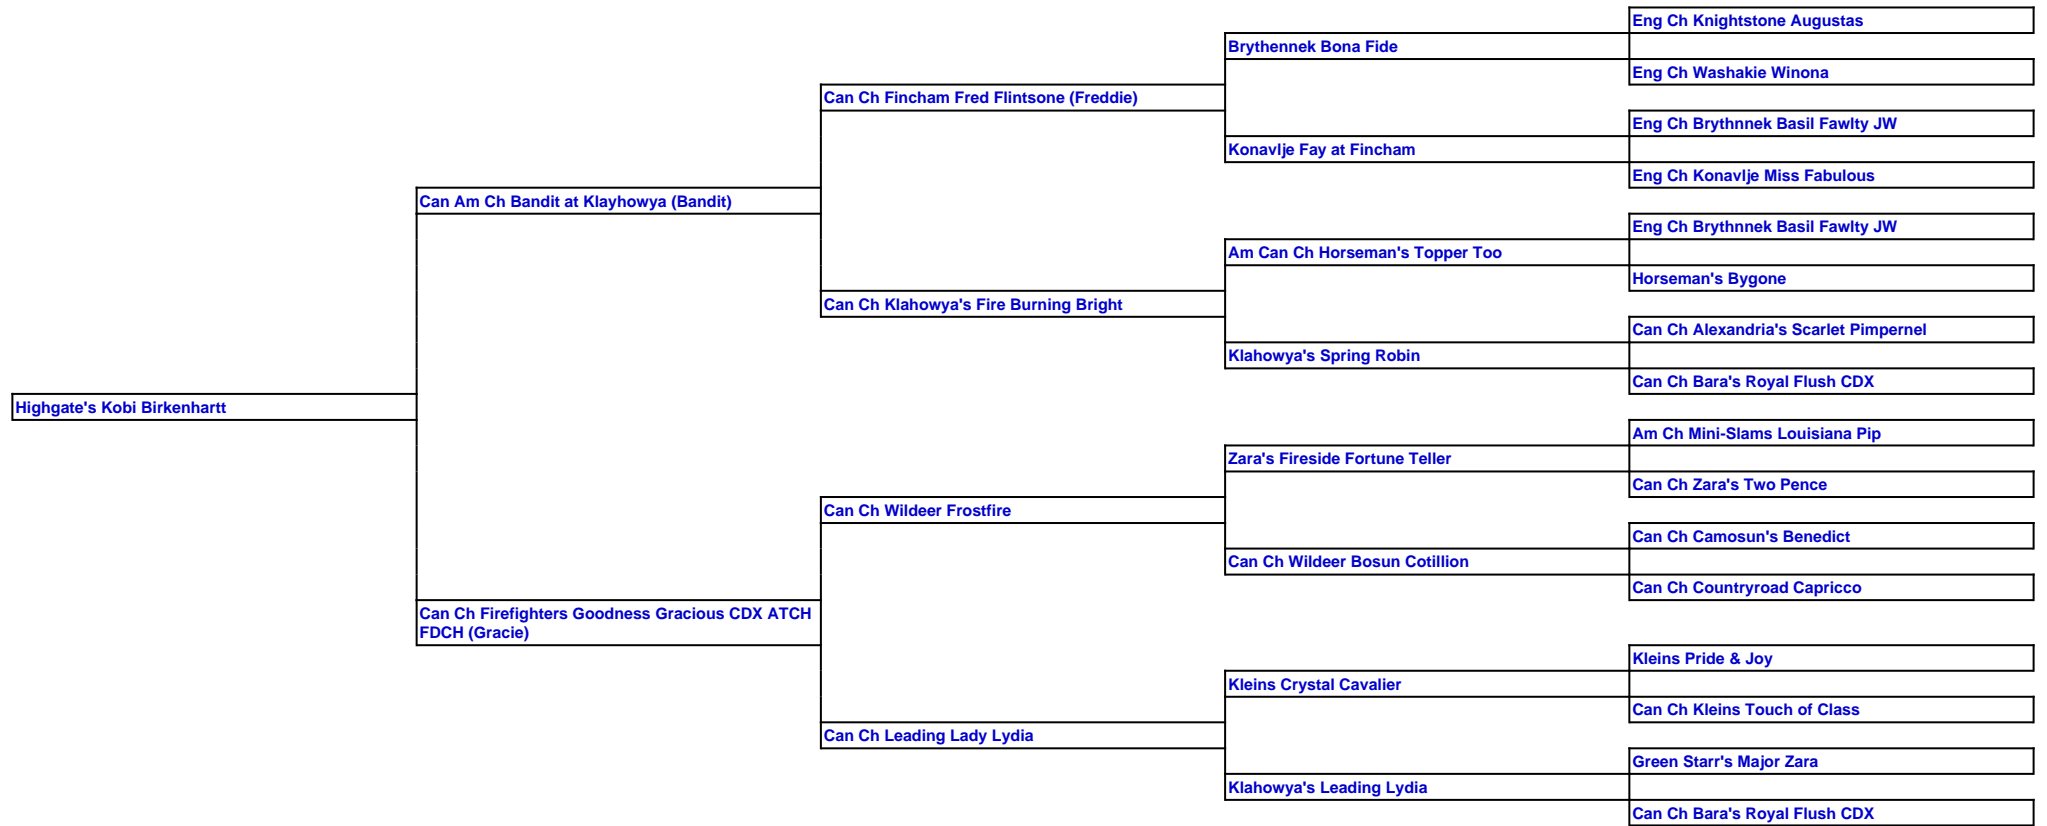 Eng Ch Knightstone Augustas
Brythennek Bona Fide
Eng Ch Washakie Winona
Can Ch Fincham Fred Flintsone (Freddie)
Eng Ch Brythnnek Basil Fawlty JW
Konavlje Fay at Fincham
Eng Ch Konavlje Miss Fabulous
Can Am Ch Bandit at Klayhowya (Bandit)
Eng Ch Brythnnek Basil Fawlty JW
Am Can Ch Horseman's Topper Too
Horseman's Bygone
Can Ch Klahowya's Fire Burning Bright
Can Ch Alexandria's Scarlet Pimpernel
Klahowya's Spring Robin
Can Ch Bara's Royal Flush CDX
Highgate's Kobi Birkenhartt
Am Ch Mini-Slams Louisiana Pip
Zara's Fireside Fortune Teller
Can Ch Zara's Two Pence
Can Ch Wildeer Frostfire
Can Ch Camosun's Benedict
Can Ch Wildeer Bosun Cotillion
Can Ch Countryroad Capricco
Can Ch Firefighters Goodness Gracious CDX ATCH
FDCH (Gracie)
Kleins Pride & Joy
Kleins Crystal Cavalier
Can Ch Kleins Touch of Class
Can Ch Leading Lady Lydia
Green Starr's Major Zara
Klahowya's Leading Lydia
Can Ch Bara's Royal Flush CDX